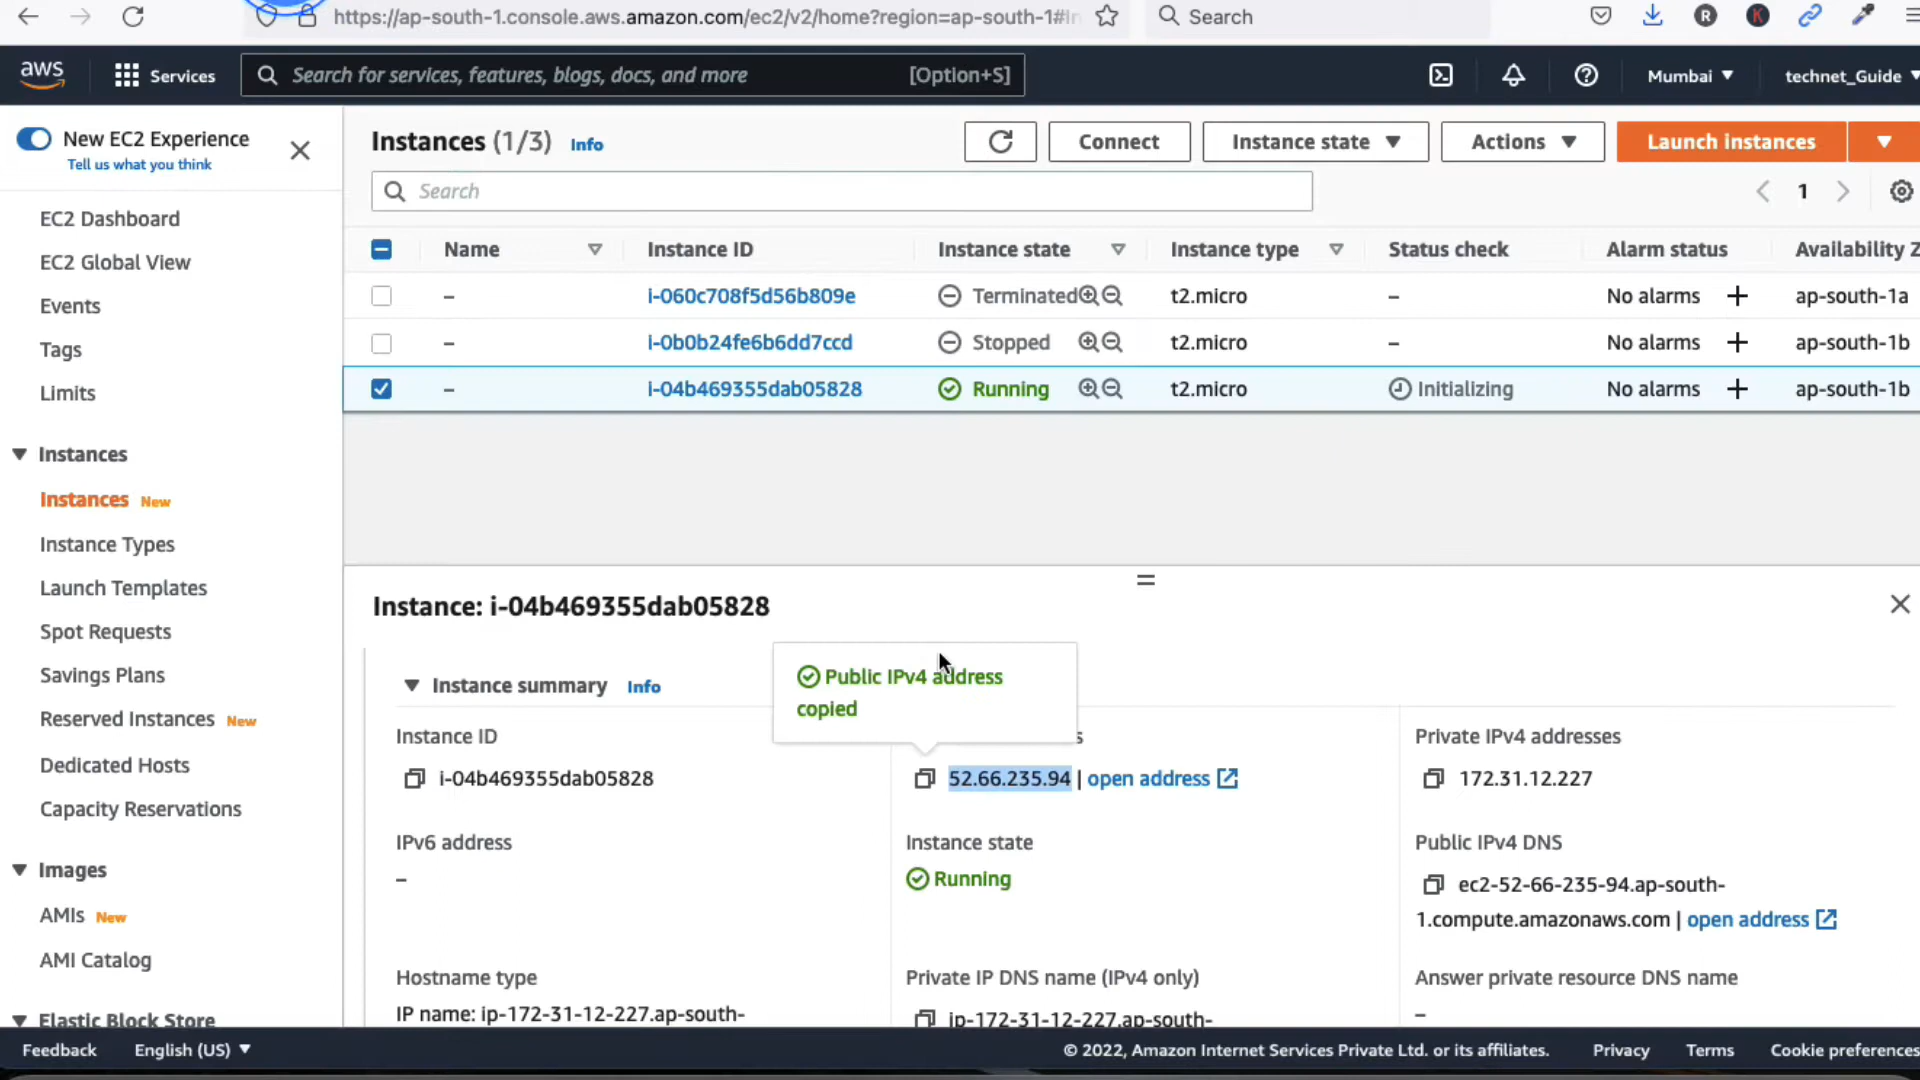 https://ap-south-1.console.aws.amazon.com/ec2/v2/home?region=ap-south-1#
Search
R
K
aws
Services
Search for services, features, blogs, docs, and more
[Option+S]
Mumbai
technet_Guide
New EC2 Experience
Tell us what you think
EC2 Dashboard
EC2 Global View
Events
Tags
Limits
Instances
Instances New
Instance Types
Launch Templates
Spot Requests
Savings Plans
Reserved Instances New
Dedicated Hosts
Capacity Reservations
Images
AMIs New
AMI Catalog
Elastic Block Store
Instances (1/3) Info
Connect
Instance state
Actions
Launch instances
Search
1
Name Instance ID Instance state Instance type Status check Alarm status Availability Z
– i-060c708f5d56b809e Terminated t2.micro – No alarms + ap-south-1a
– i-0b0b24fe6b6dd7ccd Stopped t2.micro – No alarms + ap-south-1b
– i-04b469355dab05828 Running t2.micro Initializing No alarms + ap-south-1b
Instance: i-04b469355dab05828
Instance summary Info
Public IPv4 address
copied
Instance ID
i-04b469355dab05828
s
52.66.235.94 | open address
Private IPv4 addresses
172.31.12.227
IPv6 address
–
Instance state
Running
Public IPv4 DNS
ec2-52-66-235-94.ap-south-
1.compute.amazonaws.com | open address
Hostname type
IP name: ip-172-31-12-227.ap-south-
Private IP DNS name (IPv4 only)
ip-172-31-12-227.ap-south-
Answer private resource DNS name
–
Feedback
English (US)
© 2022, Amazon Internet Services Private Ltd. or its affiliates.
Privacy
Terms
Cookie preferences